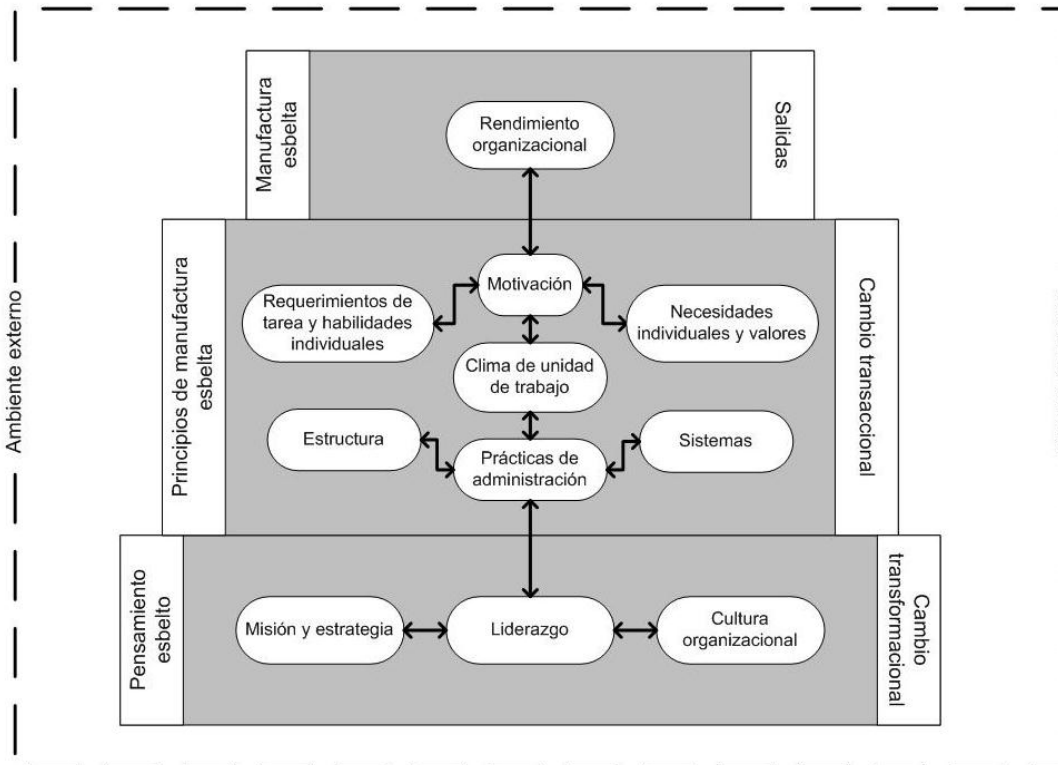 Ambiente externo
Manufactura
esbelta
Rendimiento
organizacional
Salidas
Principios de manufactura
esbelta
Motivación
Requerimientos de
tarea y habilidades
individuales
Necesidades
individuales y valores
Clima de unidad
de trabajo
Estructura
Prácticas de
administración
Sistemas
Cambio transaccional
Pensamiento
esbelto
Misión y estrategia
Liderazgo
Cultura
organizacional
Cambio
transformacional